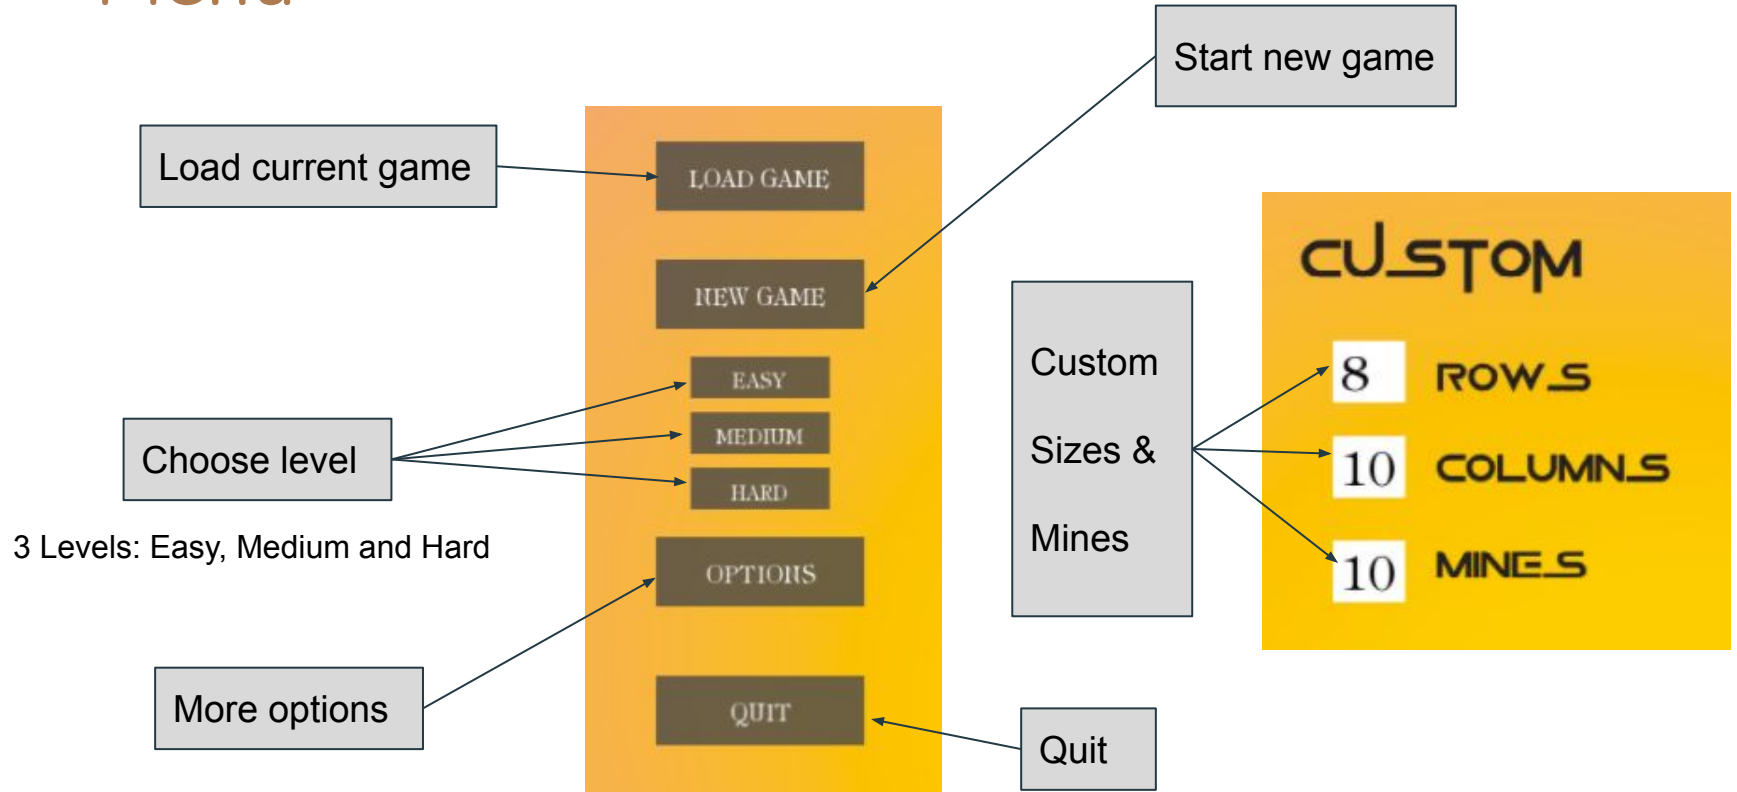 Menu
Start new game
Load current game
LOAD GAME
NEW GAME
EASY
MEDIUM
HARD
Choose level
3 Levels: Easy, Medium and Hard
OPTIONS
More options
QUIT
Quit
Custom
Sizes &
Mines
CUSTOM
8 ROWS
10 COLUMNS
10 MINES